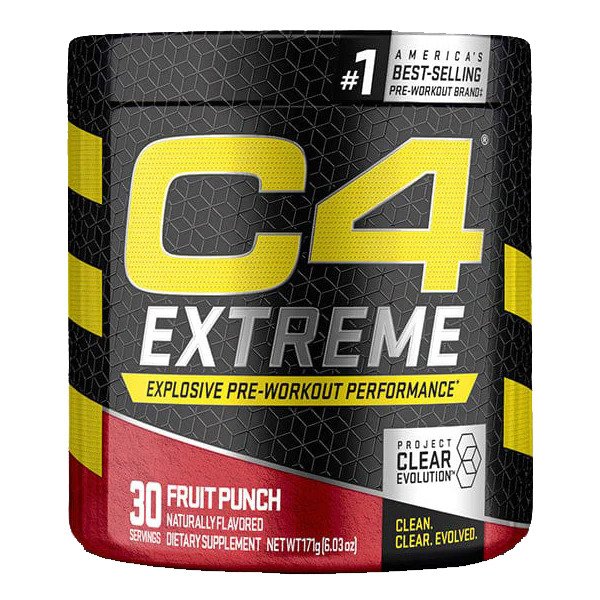 #1
AMERICA'S
BEST-SELLING
PRE-WORKOUT BRAND‡
C4®
EXTREME
EXPLOSIVE PRE-WORKOUT PERFORMANCE*
PROJECT
CLEAR
EVOLUTION™
30
SERVINGS
FRUIT PUNCH
NATURALLY FLAVORED
DIETARY SUPPLEMENT NET WT 171g (6.03 oz)
CLEAN.
CLEAR. EVOLVED.